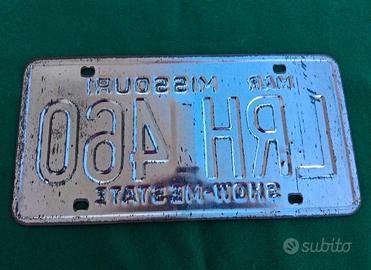 MAR MISSOURI
LRH 460
SHOW-ME STATE
subito